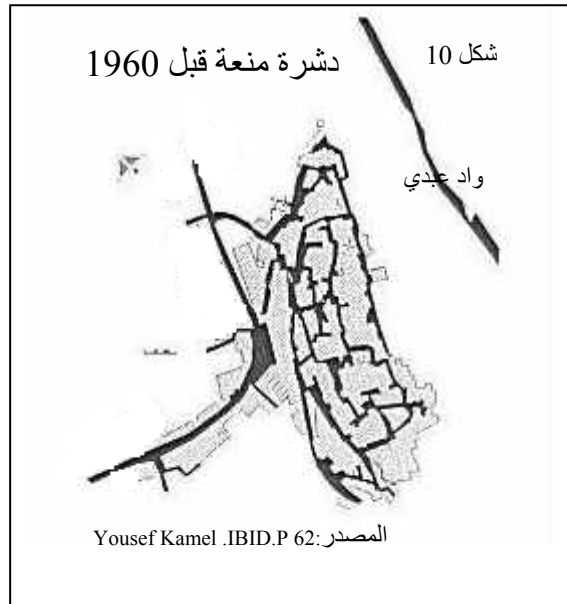 شكل 10
دشرة منعة قبل 1960
واد عبدي
المصدر:Yousef Kamel .IBID.P 62